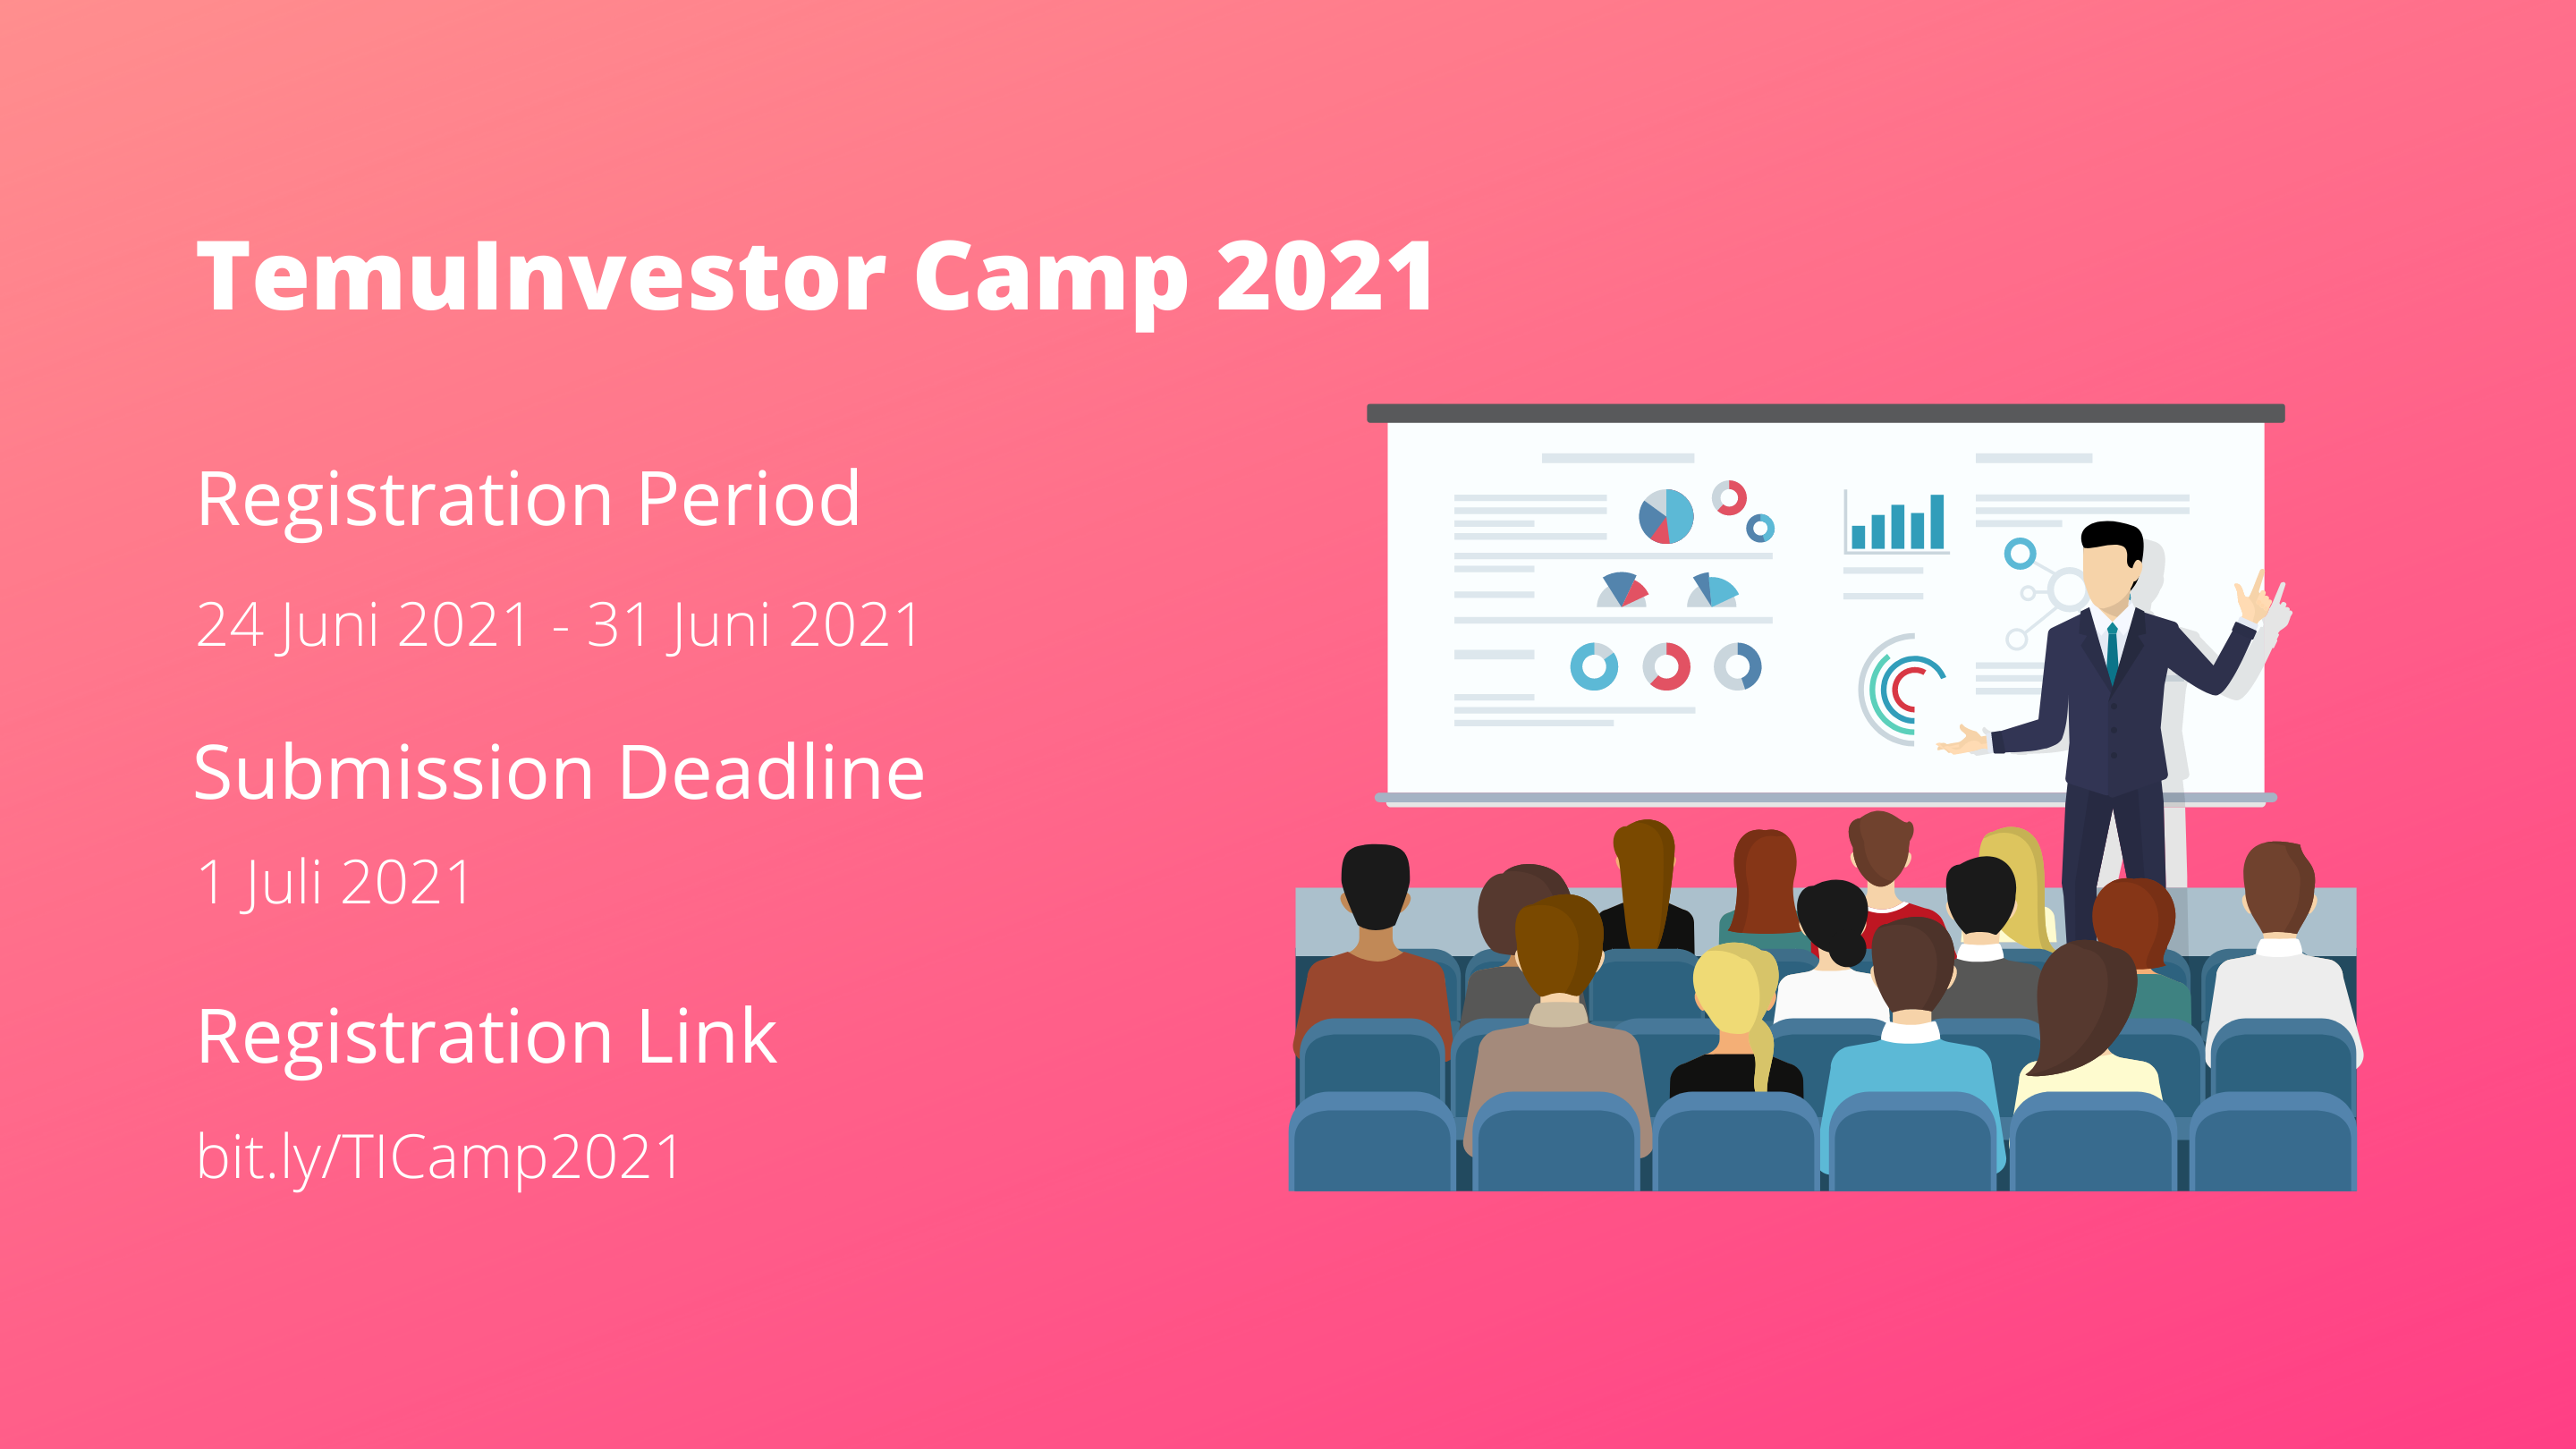 TemuInvestor Camp 2021
Registration Period
24 Juni 2021 - 31 Juni 2021
Submission Deadline
1 Juli 2021
Registration Link
bit.ly/TICamp2021